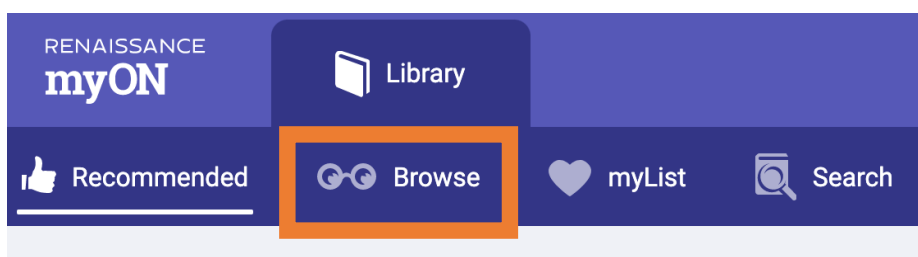 RENAISSANCE
myON
Library
Recommended
Browse
myList
Search